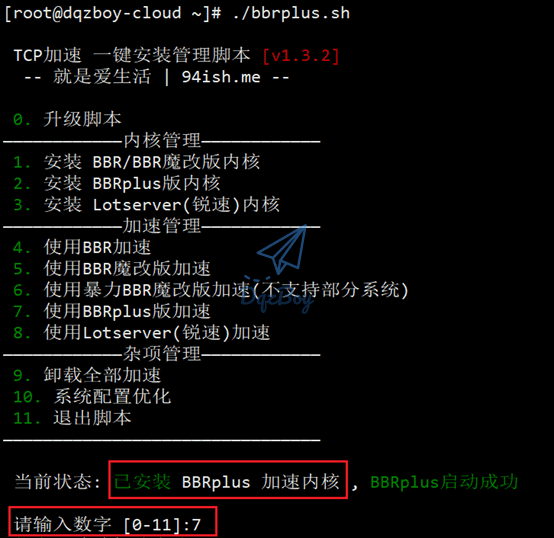 [root@dqzboy-cloud ~]# ./bbrplus.sh
TCP加速 一键安装管理脚本 [v1.3.2]
-- 就是爱生活 | 94ish.me --
0. 升级脚本
————————————内核管理————————————
1. 安装 BBR/BBR魔改版内核
2. 安装 BBRplus版内核
3. 安装 Lotserver(锐速)内核
————————————加速管理————————————
4. 使用BBR加速
5. 使用BBR魔改版加速
6. 使用暴力BBR魔改版加速(不支持部分系统)
7. 使用BBRplus版加速
8. 使用Lotserver(锐速)加速
————————————杂项管理————————————
9. 卸载全部加速
10. 系统配置优化
11. 退出脚本
————————————————————————————————
当前状态: 已安装 BBRplus 加速内核 , BBRplus启动成功
请输入数字 [0-11]:7